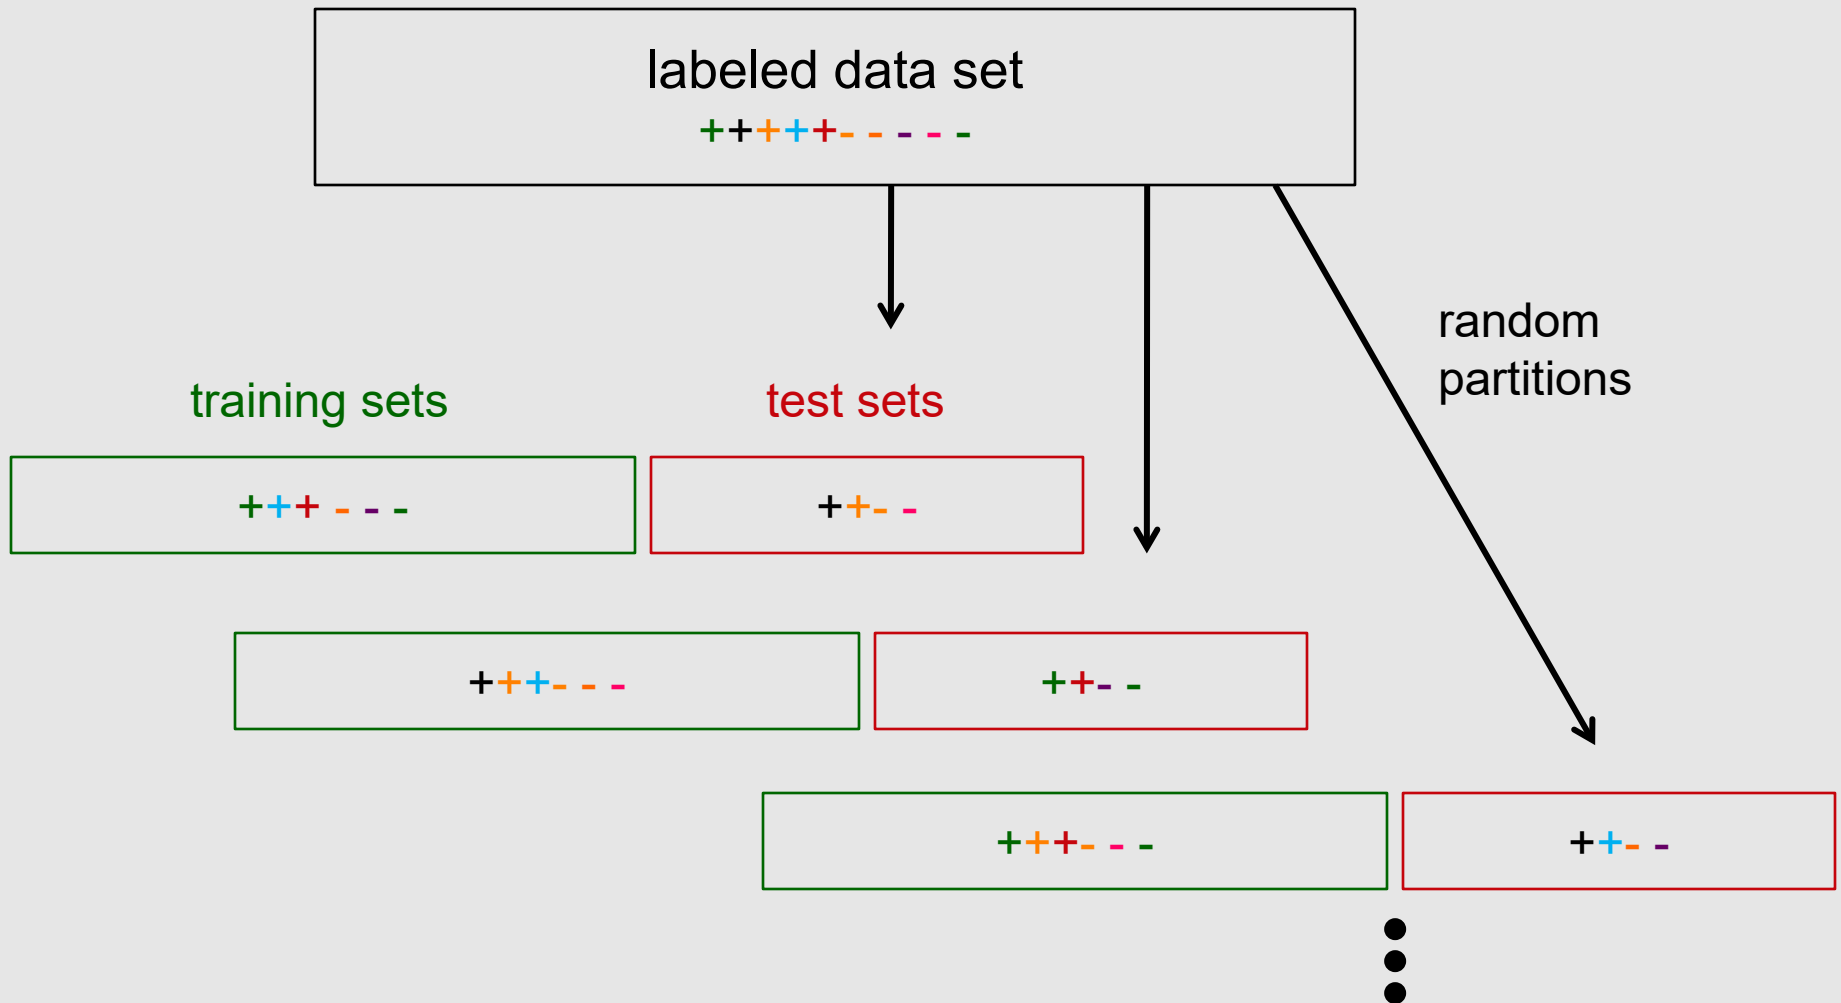 labeled data set
+++++- - - - -
random
partitions
training sets
test sets
+++ - - -
++- -
+++- - -
++- -
+++- - -
++- -